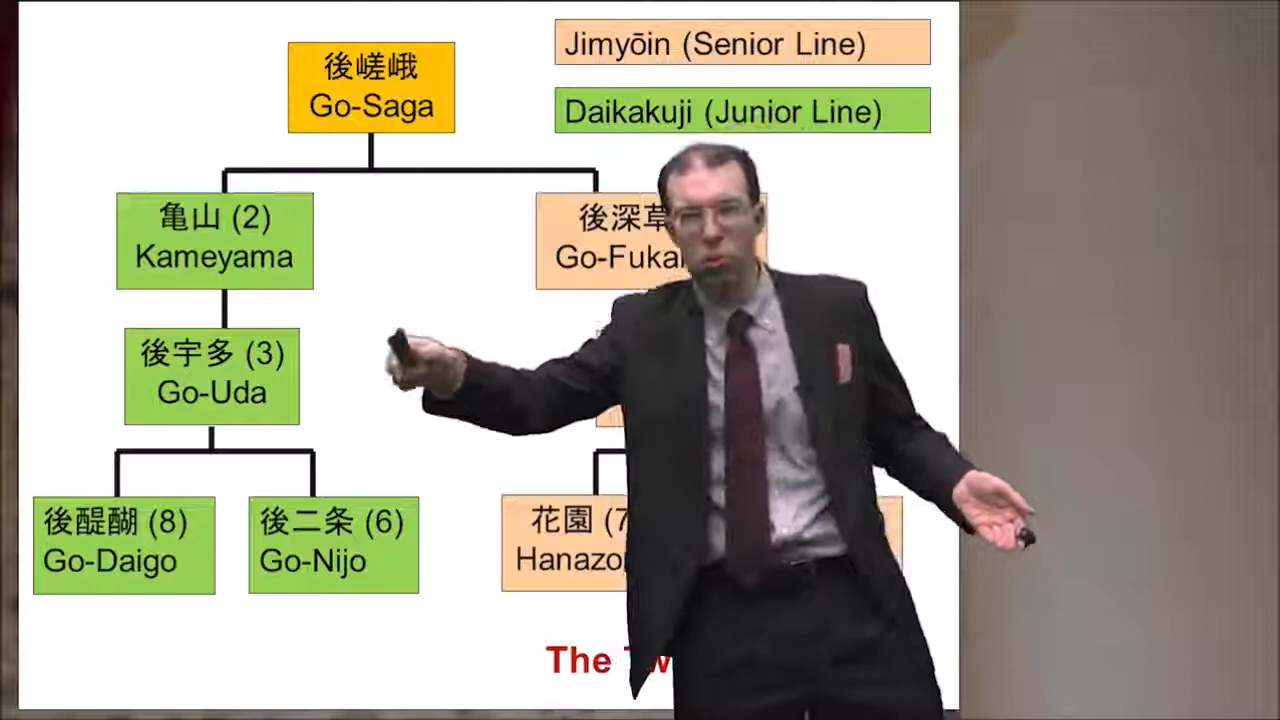 後嵯峨
Go-Saga
Jimyōin (Senior Line)
Daikakuji (Junior Line)
亀山 (2)
Kameyama
後深草
Go-Fuka
後宇多 (3)
Go-Uda
後醍醐 (8)
Go-Daigo
後二条 (6)
Go-Nijo
花園 (7
Hanazo
The Tw